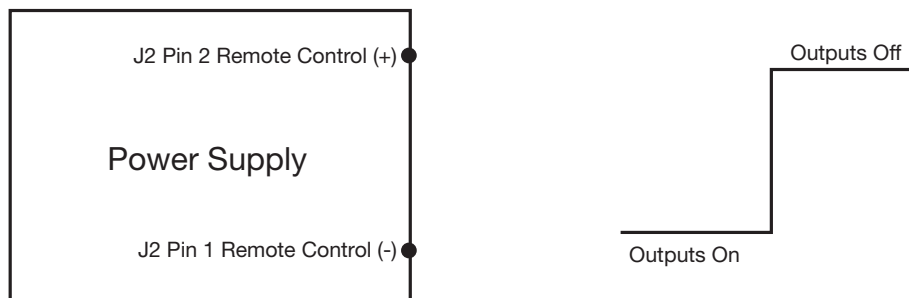 J2 Pin 2 Remote Control (+)
Outputs Off
Power Supply
J2 Pin 1 Remote Control (-)
Outputs On